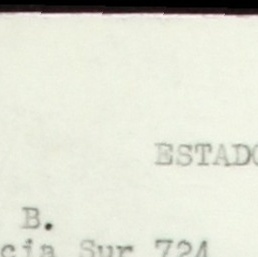 ESTADO
B.
cia Sur 724